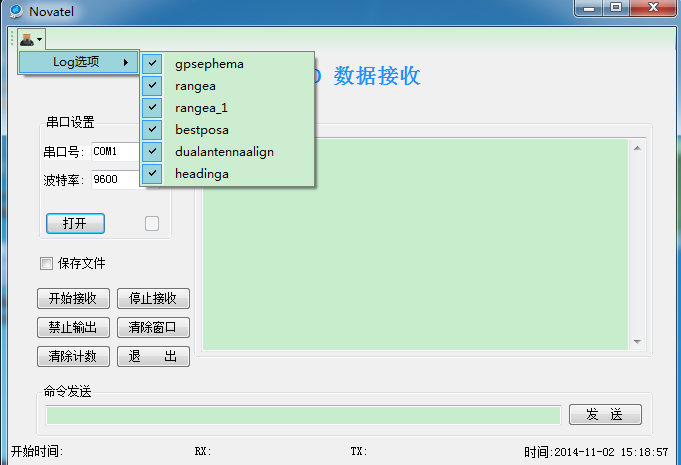 Novatel
Log选项
gpsephema
rangea
rangea_1
bestposa
dualantennaalign
headinga
数据接收
串口设置
串口号: COM1
波特率: 9600
打开
保存文件
开始接收 停止接收
禁止输出 清除窗口
清除计数 退 出
命令发送
发 送
开始时间: RX: TX: 时间:2014-11-02 15:18:57